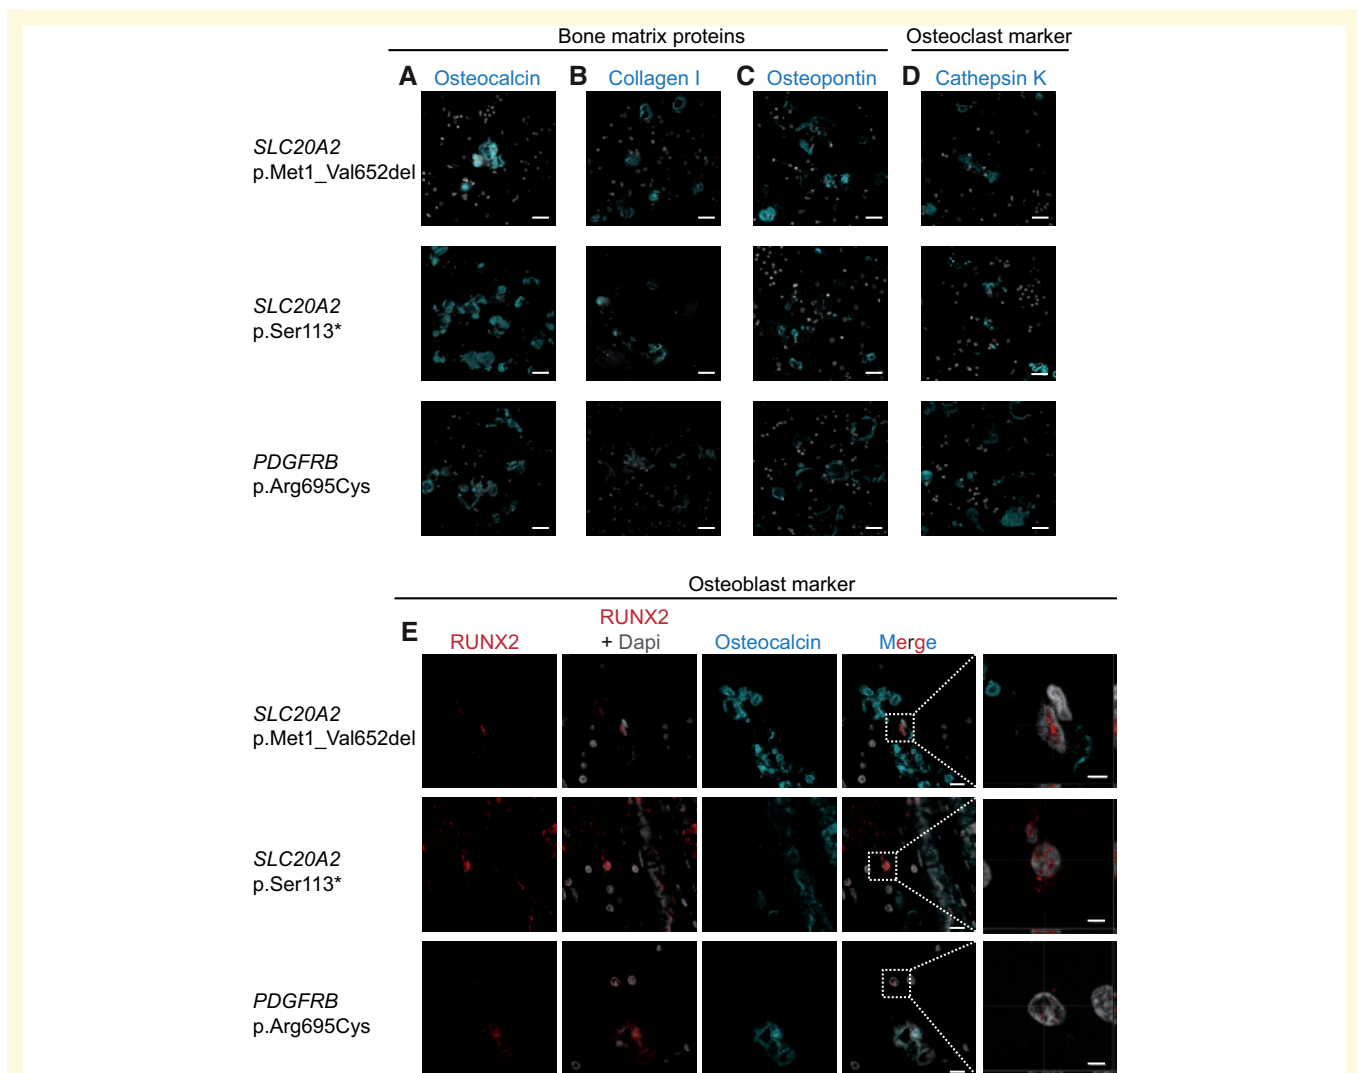 Bone matrix proteins
Osteoclast marker
A Osteocalcin
B Collagen I
C Osteopontin
D Cathepsin K
SLC20A2
p.Met1_Val652del
SLC20A2
p.Ser113*
PDGFRB
p.Arg695Cys
Osteoblast marker
E
RUNX2
RUNX2
+ Dapi
Osteocalcin
Merge
SLC20A2
p.Met1_Val652del
SLC20A2
p.Ser113*
PDGFRB
p.Arg695Cys